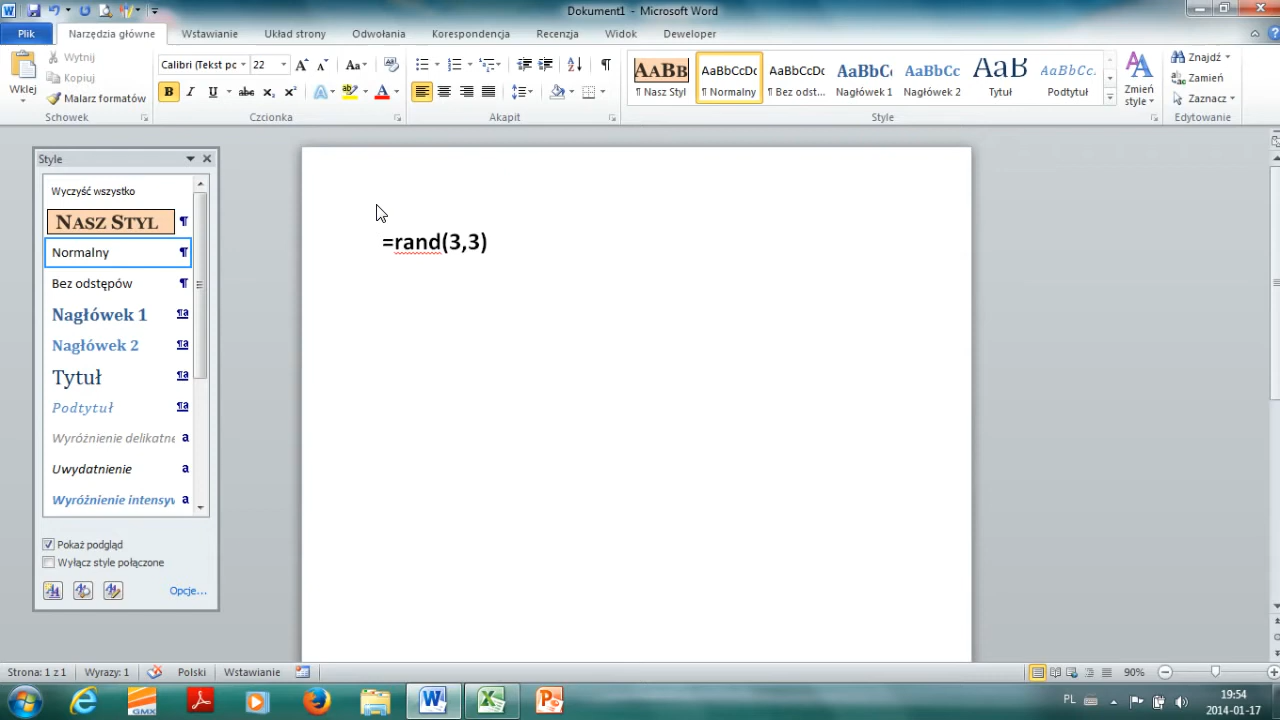 Dokument1 - Microsoft Word
Plik
Narzędzia główne
Wstawianie
Układ strony
Odwołania
Korespondencja
Recenzja
Widok
Deweloper
Wklej
Wytnij
Kopiuj
Malarz formatów
Schowek
Calibri (Tekst pc
22
Czcionka
Akapit
AaBb
¶ Nasz Styl
AaBbCcDc
¶ Normalny
AaBbCcDc
¶ Bez odst...
AaBbCc
Nagłówek 1
AaBbCc
Nagłówek 2
AaB
Tytuł
AaBbCc.
Podtytuł
Zmień
style
Style
Znajdź
Zamień
Zaznacz
Edytowanie
Style
Wyczyść wszystko
Nasz Styl ¶
Normalny ¶
Bez odstępów ¶
Nagłówek 1 ¶a
Nagłówek 2 ¶a
Tytuł ¶a
Podtytuł ¶a
Wyróżnienie delikatne a
Uwydatnienie a
Wyróżnienie intensyw a
Pokaż podgląd
Wyłącz style połączone
Opcje...
=rand(3,3)
Strona: 1 z 1
Wyrazy: 1
Polski
Wstawianie
90%
GMX
PL
19:54
2014-01-17